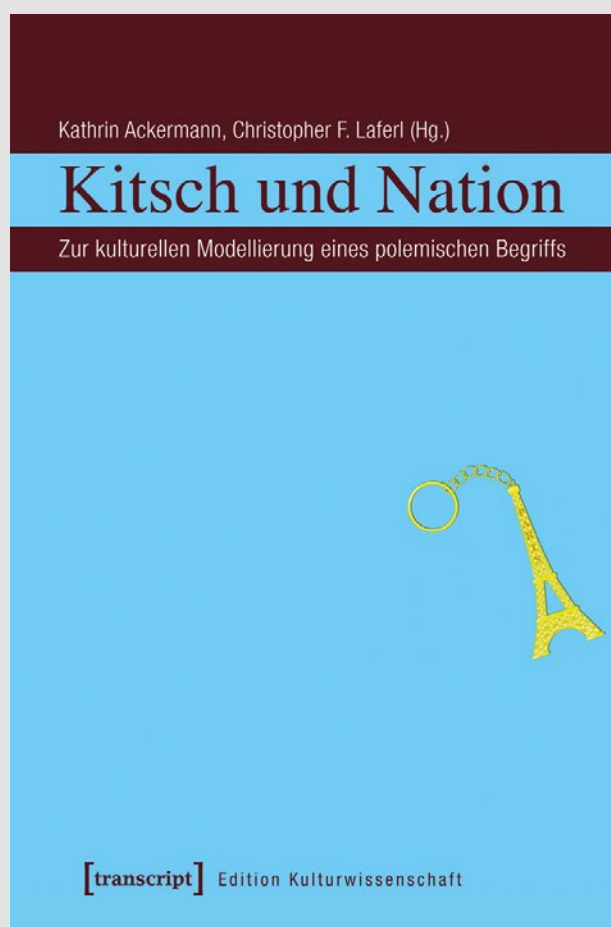 Kathrin Ackermann, Christopher F. Laferl (Hg.)
Kitsch und Nation
Zur kulturellen Modellierung eines polemischen Begriffs
[transcript] Edition Kulturwissenschaft